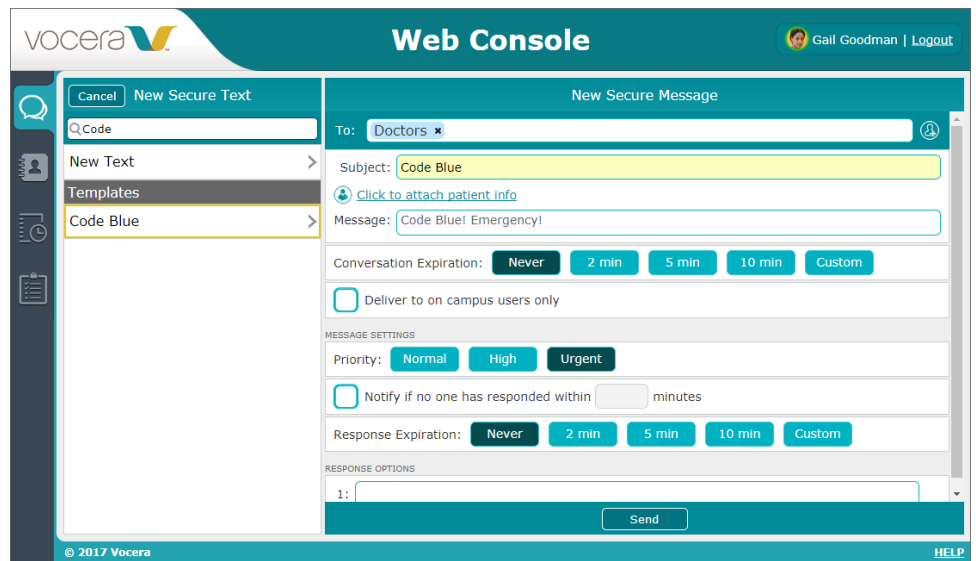 vocera
Web Console
Gail Goodman | Logout
Cancel New Secure Text
Code
New Text
Templates
Code Blue
New Secure Message
To: Doctors ×
Subject: Code Blue
Click to attach patient info
Message: Code Blue! Emergency!
Conversation Expiration: Never 2 min 5 min 10 min Custom
Deliver to on campus users only
MESSAGE SETTINGS
Priority: Normal High Urgent
Notify if no one has responded within minutes
Response Expiration: Never 2 min 5 min 10 min Custom
RESPONSE OPTIONS
1:
Send
© 2017 Vocera
HELP